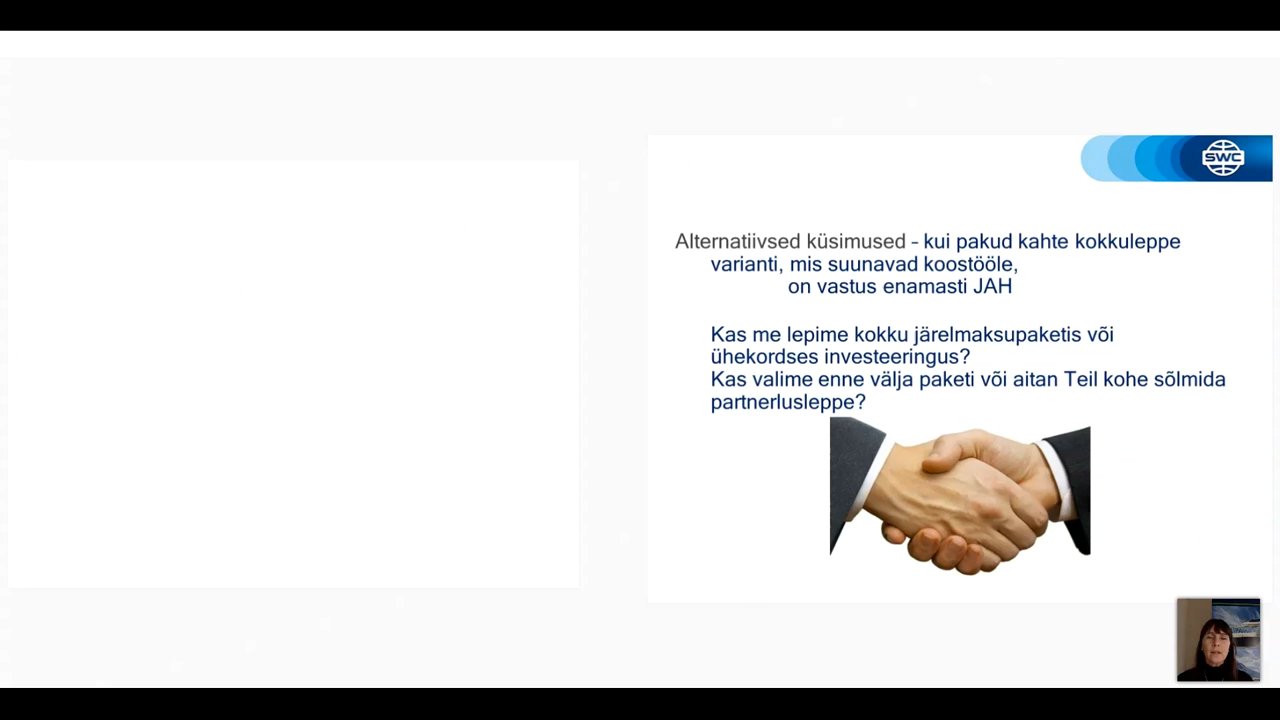 SWC
Alternatiivsed küsimused – kui pakud kahte kokkuleppe
varianti, mis suunavad koostööle,
on vastus enamasti JAH
Kas me lepime kokku järelmaksupaketis või
ühekordses investeeringus?
Kas valime enne välja paketi või aitan Teil kohe sõlmida
partnerlusleppe?